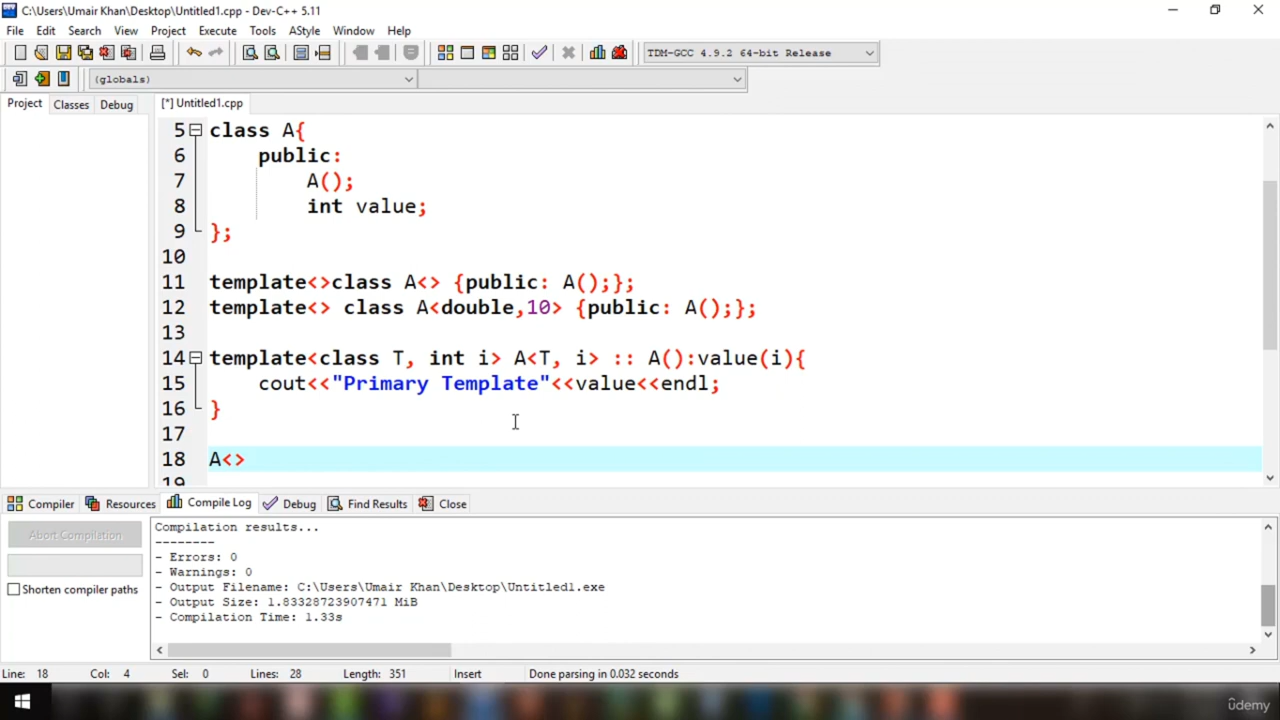 C:\Users\Umair Khan\Desktop\Untitled1.cpp - Dev-C++ 5.11
File Edit Search View Project Execute Tools AStyle Window Help
TDM-GCC 4.9.2 64-bit Release
(globals)
Project Classes Debug [*] Untitled1.cpp
5 class A{
6 public:
7 A();
8 int value;
9 };
10
11 template<>class A<> {public: A();};
12 template<> class A<double,10> {public: A();};
13
14 template<class T, int i> A<T, i> :: A():value(i){
15 cout<<"Primary Template"<<value<<endl;
16 }
17
18 A<>
19
Compiler Resources Compile Log Debug Find Results Close
Abort Compilation
Shorten compiler paths
Compilation results...
--------
- Errors: 0
- Warnings: 0
- Output Filename: C:\Users\Umair Khan\Desktop\Untitled1.exe
- Output Size: 1.83328723907471 MiB
- Compilation Time: 1.33s
Line: 18 Col: 4 Sel: 0 Lines: 28 Length: 351 Insert Done parsing in 0.032 seconds
ûdemy